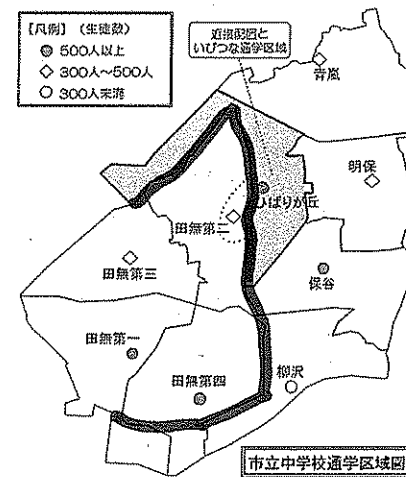 【凡例】(生徒数)
500人以上
300人～500人
300人未満
近接配置と
いびつな通学区域
青嵐
明保
ひばりが丘
田無第二
田無第三
保谷
田無第一
田無第四
柳沢
市立中学校通学区域図